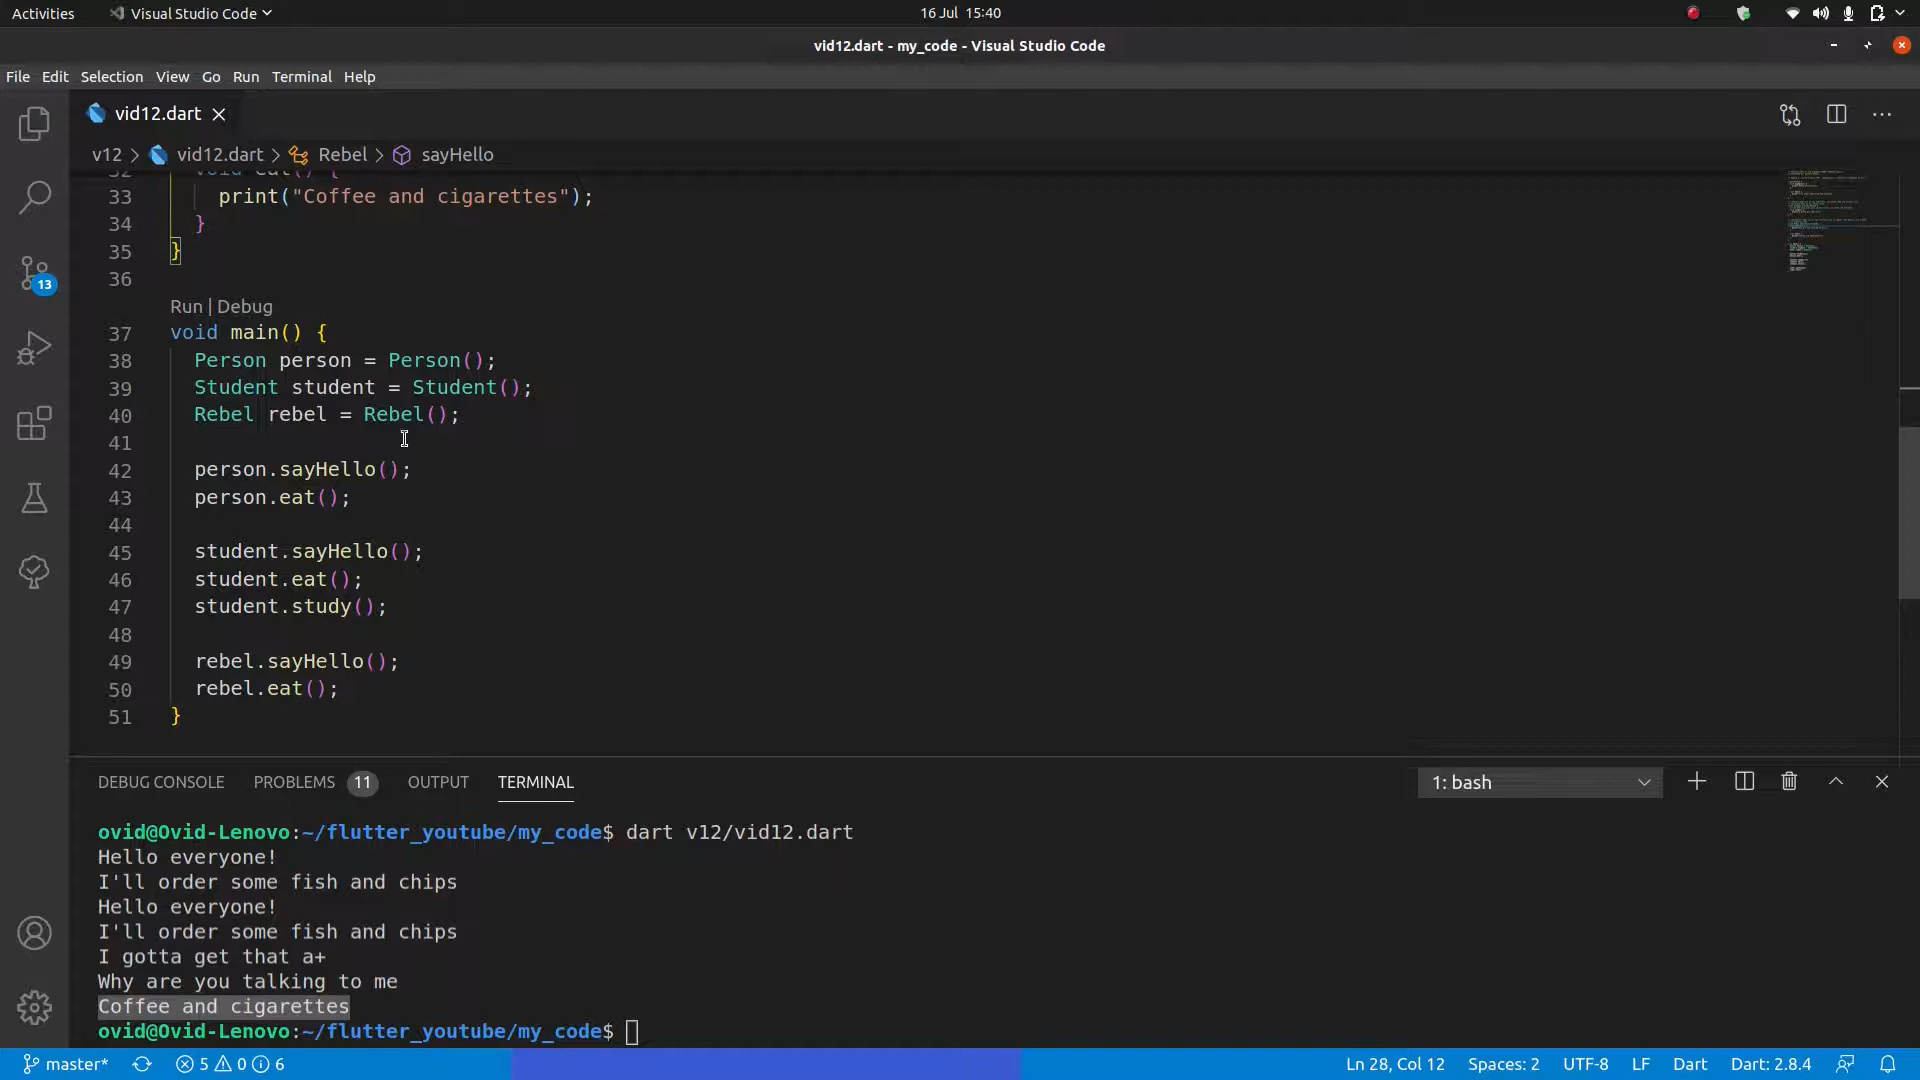 Activities Visual Studio Code 16 Jul 15:40
vid12.dart - my_code - Visual Studio Code
File Edit Selection View Go Run Terminal Help
vid12.dart
v12 > vid12.dart > Rebel > sayHello
32 void eat() {
33 print("Coffee and cigarettes");
34 }
35 }
36
Run | Debug
37 void main() {
38 Person person = Person();
39 Student student = Student();
40 Rebel rebel = Rebel();
41
42 person.sayHello();
43 person.eat();
44
45 student.sayHello();
46 student.eat();
47 student.study();
48
49 rebel.sayHello();
50 rebel.eat();
51 }
13
DEBUG CONSOLE PROBLEMS 11 OUTPUT TERMINAL 1: bash
ovid@Ovid-Lenovo:~/flutter_youtube/my_code$ dart v12/vid12.dart
Hello everyone!
I'll order some fish and chips
Hello everyone!
I'll order some fish and chips
I gotta get that a+
Why are you talking to me
Coffee and cigarettes
ovid@Ovid-Lenovo:~/flutter_youtube/my_code$
master* 5 0 6 Ln 28, Col 12 Spaces: 2 UTF-8 LF Dart Dart: 2.8.4